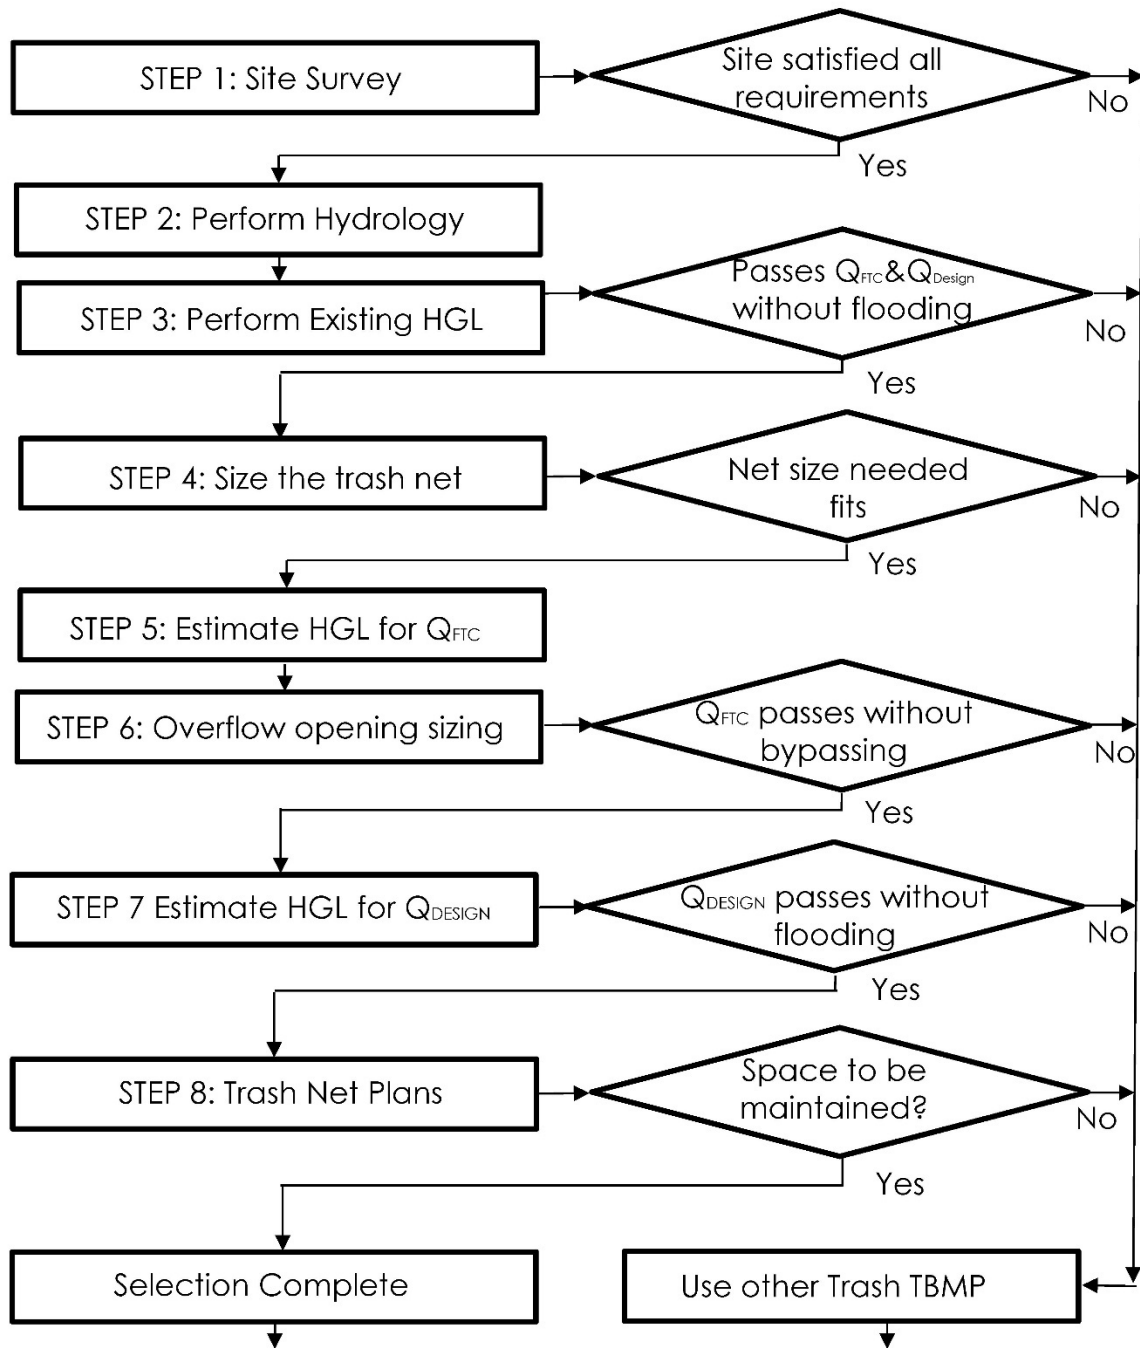 STEP 1: Site Survey
Site satisfied all
requirements
No
Yes
STEP 2: Perform Hydrology
STEP 3: Perform Existing HGL
Passes QFTC&QDesign
without flooding
No
Yes
STEP 4: Size the trash net
Net size needed
fits
No
Yes
STEP 5: Estimate HGL for QFTC
STEP 6: Overflow opening sizing
QFTC passes without
bypassing
No
Yes
STEP 7 Estimate HGL for QDESIGN
QDESIGN passes without
flooding
No
Yes
STEP 8: Trash Net Plans
Space to be
maintained?
No
Yes
Selection Complete
Use other Trash TBMP